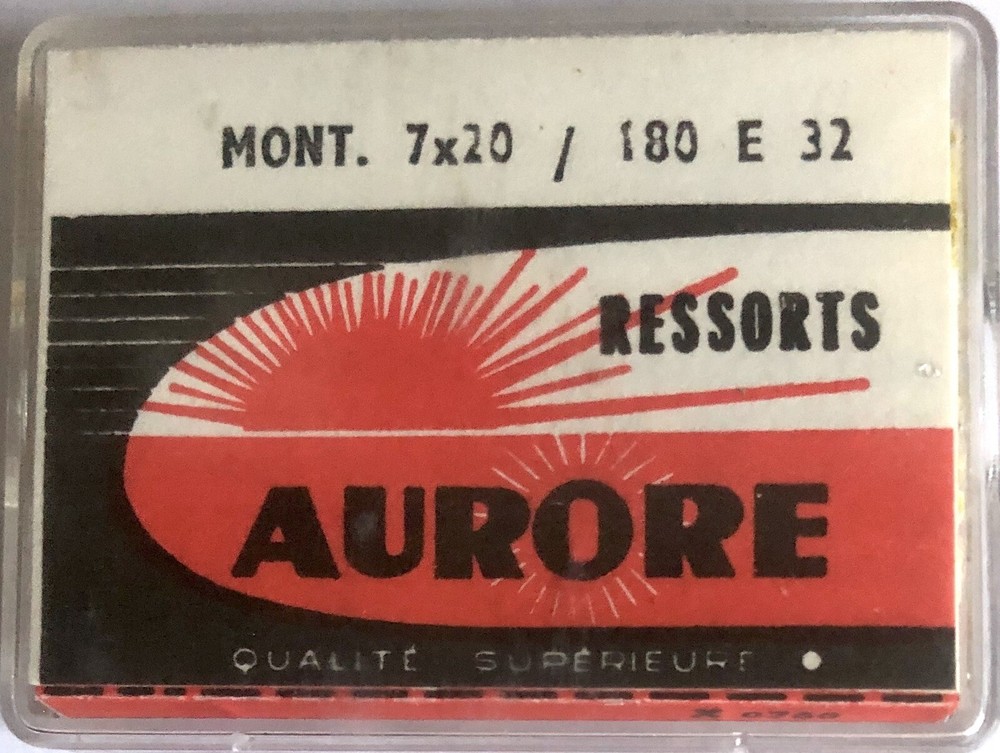 MONT. 7x20 / 180 E 32
RESSORTS
AURORE
QUALITÉ SUPÉRIEURE